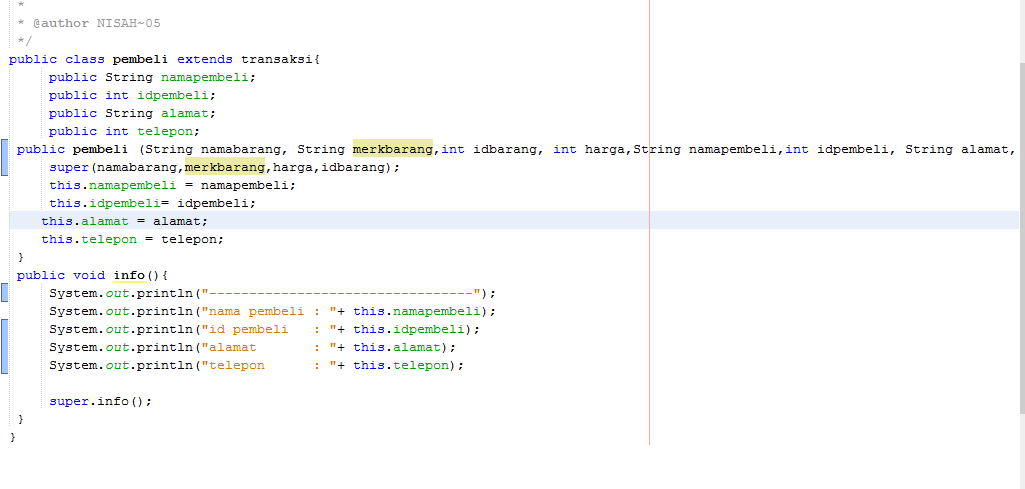 *
* @author NISAH~05
*/
public class pembeli extends transaksi{
public String namapembeli;
public int idpembeli;
public String alamat;
public int telepon;
public pembeli (String namabarang, String merkbarang,int idbarang, int harga,String namapembeli,int idpembeli, String alamat,
super(namabarang,merkbarang,harga,idbarang);
this.namapembeli = namapembeli;
this.idpembeli= idpembeli;
this.alamat = alamat;
this.telepon = telepon;
}
public void info(){
System.out.println("---------------------------------");
System.out.println("nama pembeli : "+ this.namapembeli);
System.out.println("id pembeli   : "+ this.idpembeli);
System.out.println("alamat       : "+ this.alamat);
System.out.println("telepon      : "+ this.telepon);
super.info();
}
}